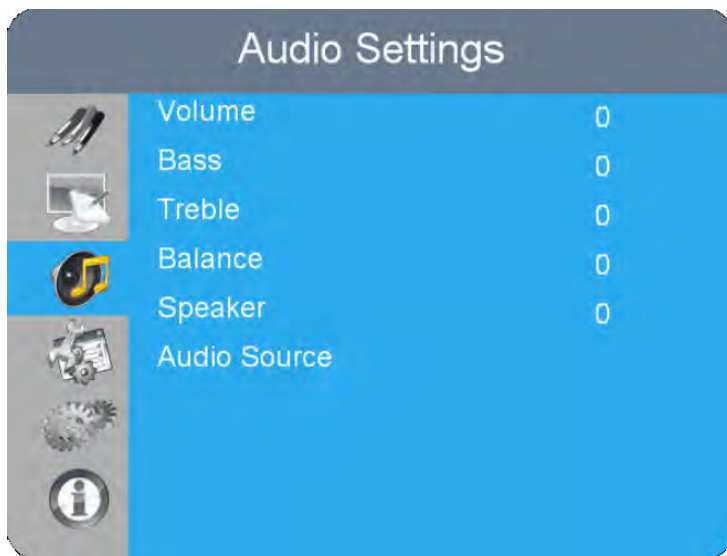 Audio Settings
Volume 0
Bass 0
Treble 0
Balance 0
Speaker 0
Audio Source